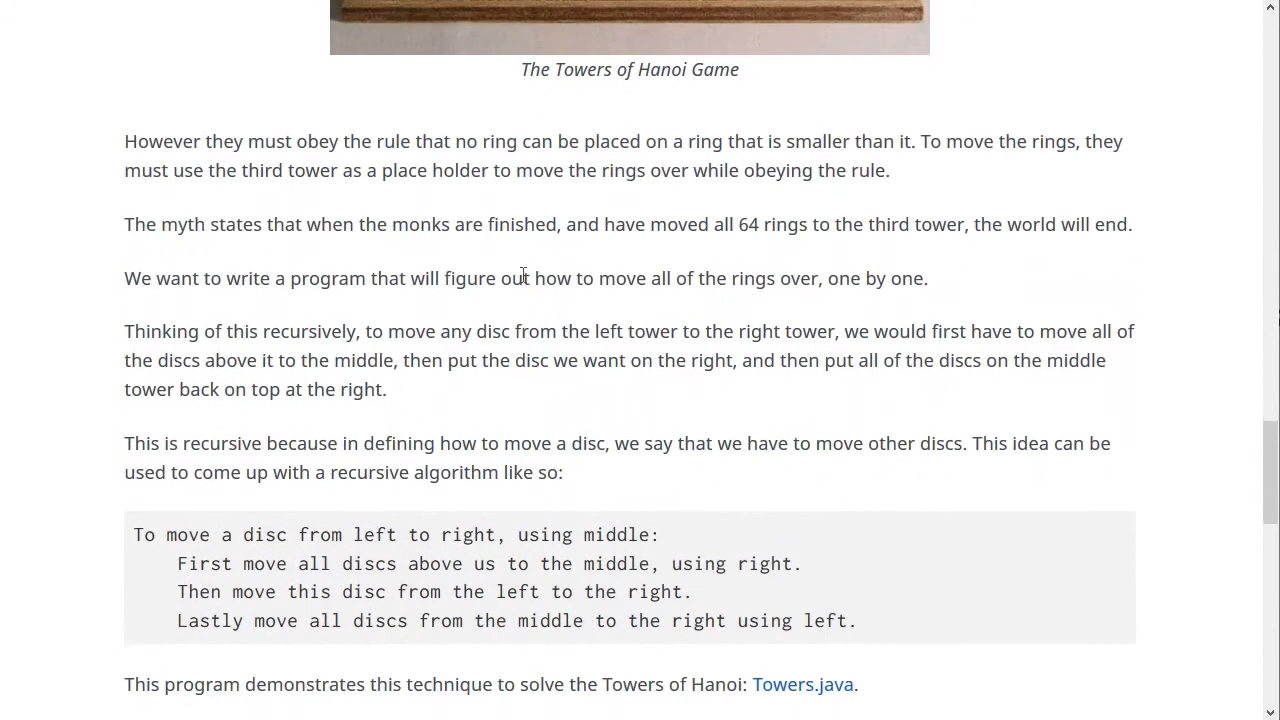 The Towers of Hanoi Game
However they must obey the rule that no ring can be placed on a ring that is smaller than it. To move the rings, they
must use the third tower as a place holder to move the rings over while obeying the rule.
The myth states that when the monks are finished, and have moved all 64 rings to the third tower, the world will end.
We want to write a program that will figure out how to move all of the rings over, one by one.
Thinking of this recursively, to move any disc from the left tower to the right tower, we would first have to move all of
the discs above it to the middle, then put the disc we want on the right, and then put all of the discs on the middle
tower back on top at the right.
This is recursive because in defining how to move a disc, we say that we have to move other discs. This idea can be
used to come up with a recursive algorithm like so:
To move a disc from left to right, using middle:
First move all discs above us to the middle, using right.
Then move this disc from the left to the right.
Lastly move all discs from the middle to the right using left.
This program demonstrates this technique to solve the Towers of Hanoi: Towers.java.